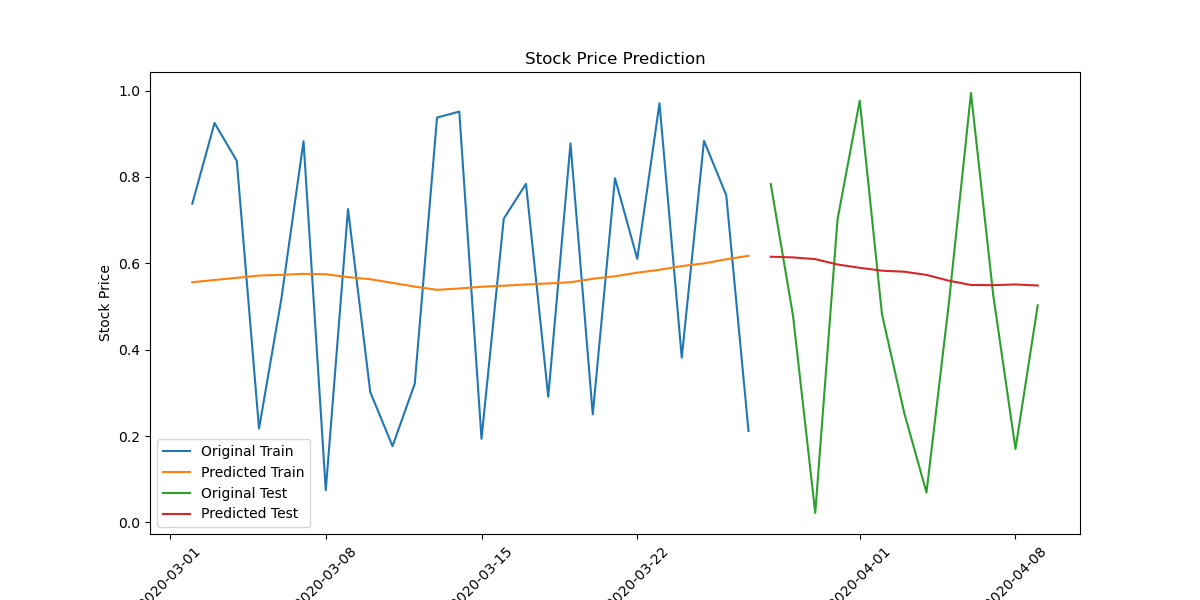 Stock Price Prediction
Stock Price
1.0
0.8
0.6
0.4
0.2
0.0
Original Train
Predicted Train
Original Test
Predicted Test
2020-03-01
2020-03-08
2020-03-15
2020-03-22
2020-04-01
2020-04-08